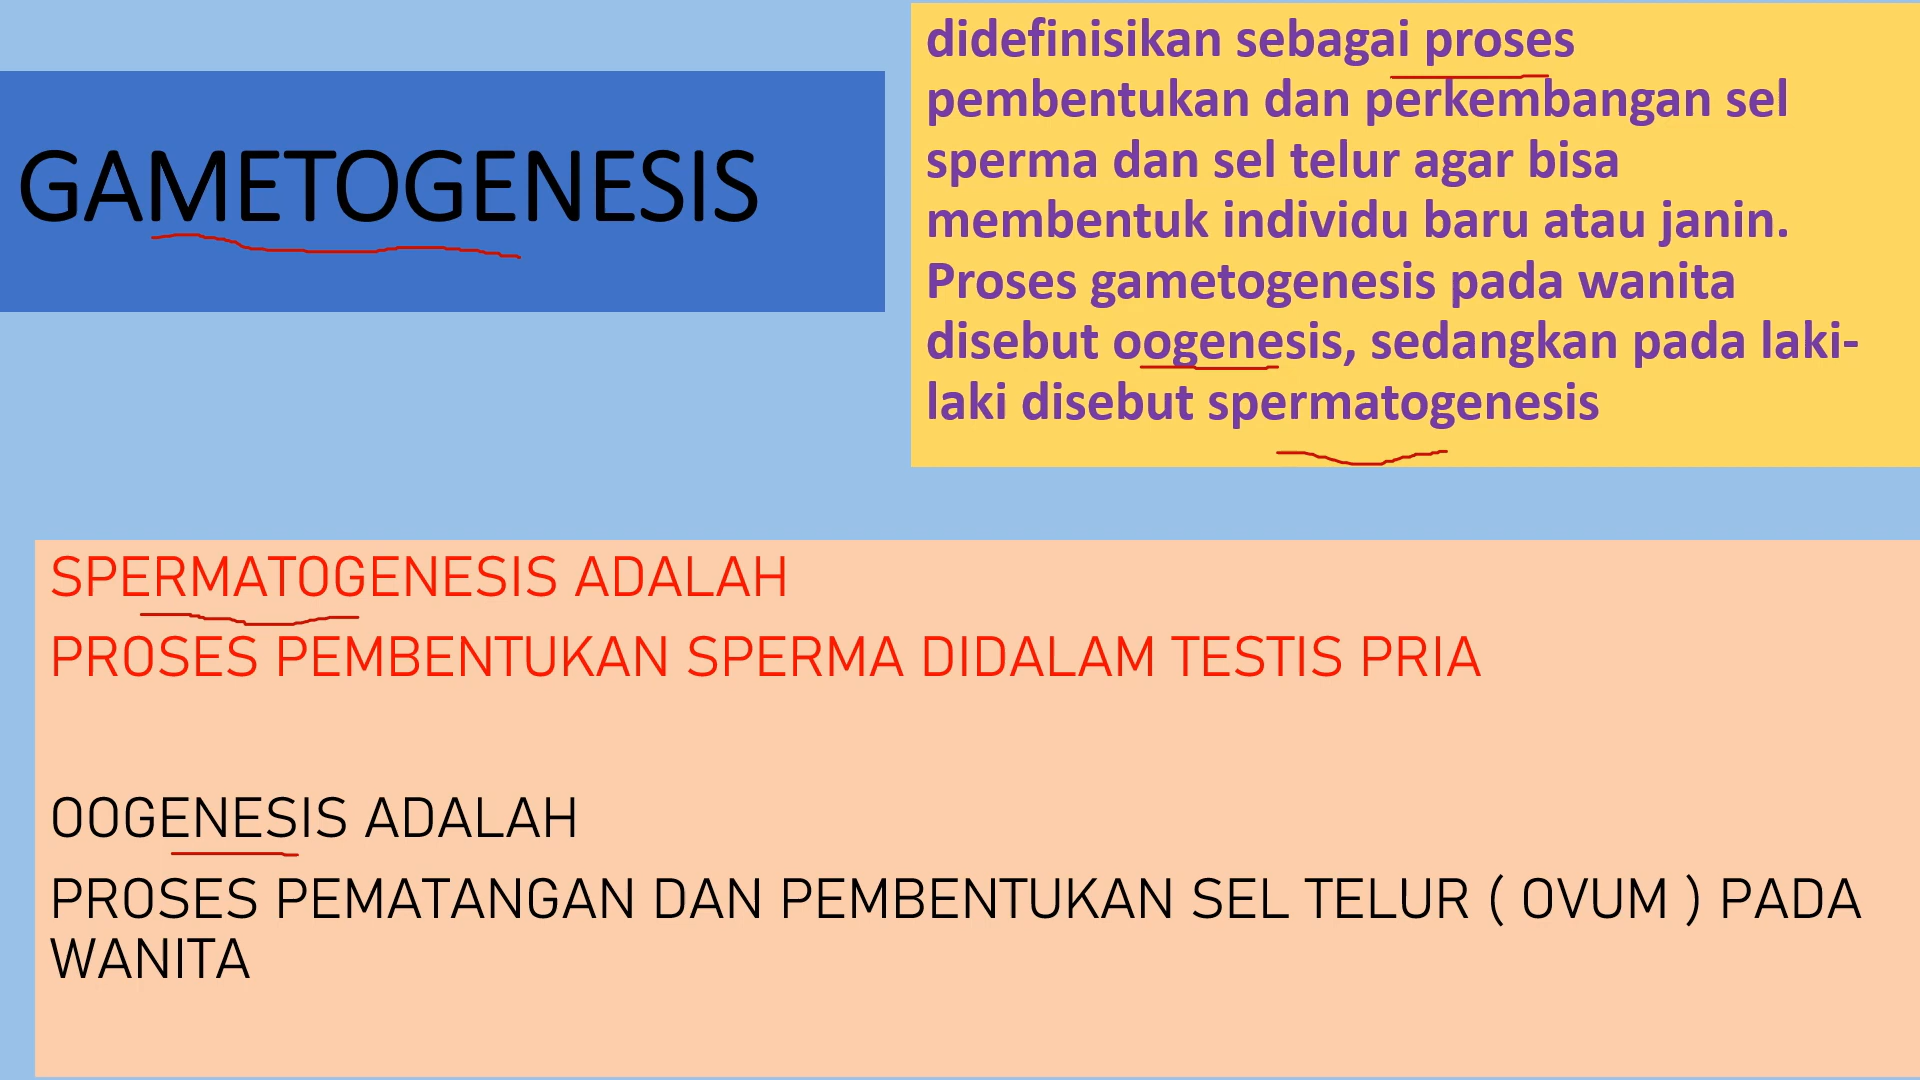 GAMETOGENESIS
didefinisikan sebagai proses
pembentukan dan perkembangan sel
sperma dan sel telur agar bisa
membentuk individu baru atau janin.
Proses gametogenesis pada wanita
disebut oogenesis, sedangkan pada laki-
laki disebut spermatogenesis
SPERMATOGENESIS ADALAH
PROSES PEMBENTUKAN SPERMA DIDALAM TESTIS PRIA
OOGENESIS ADALAH
PROSES PEMATANGAN DAN PEMBENTUKAN SEL TELUR ( OVUM ) PADA
WANITA